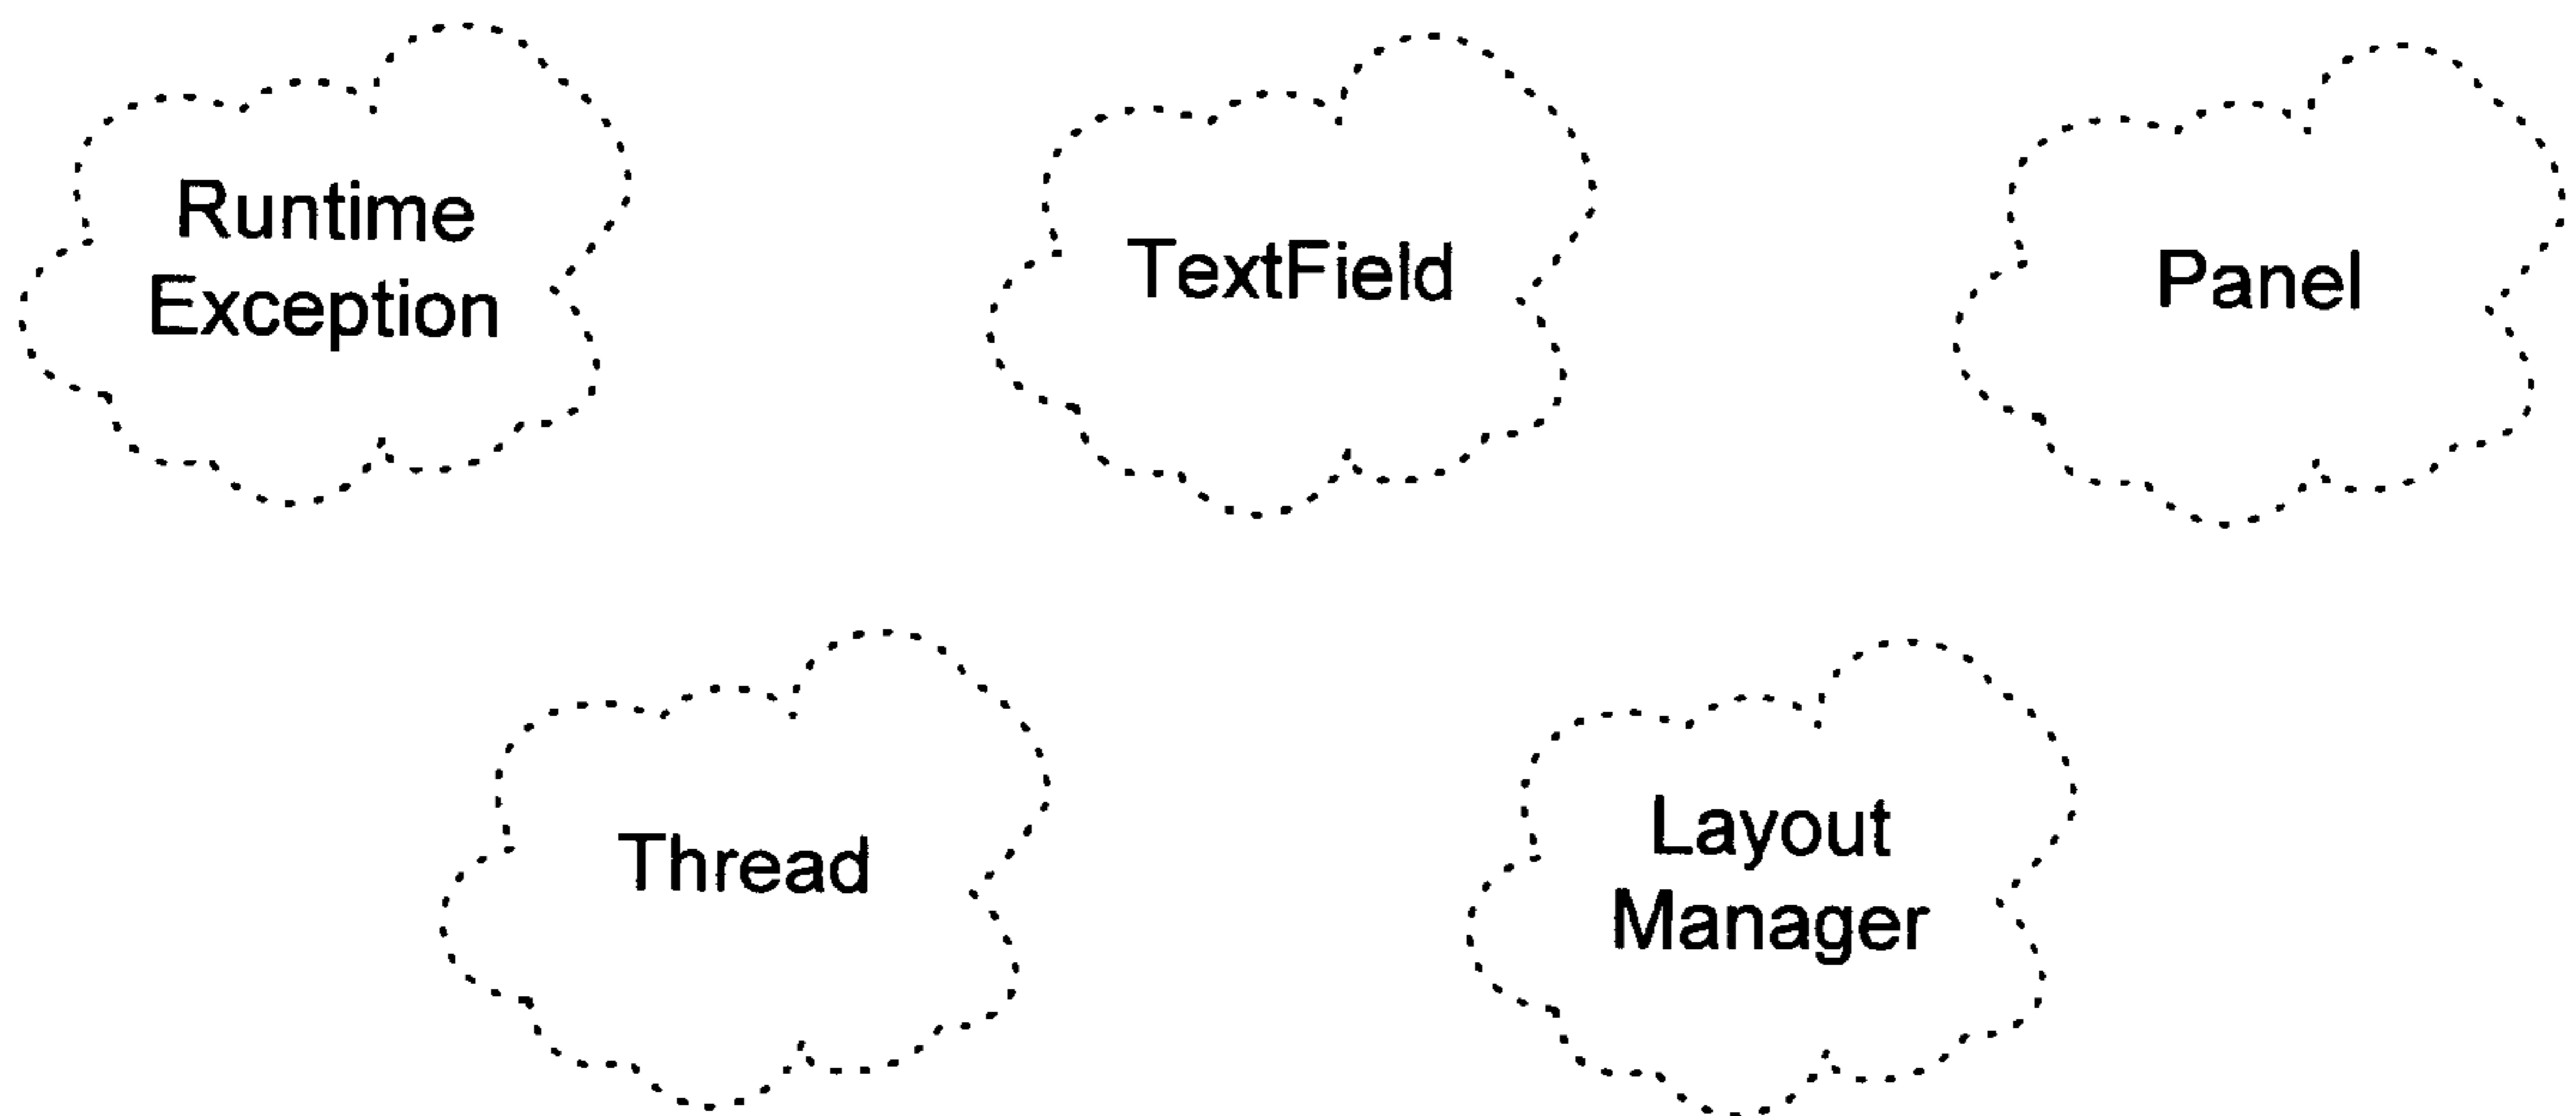 Runtime
Exception
TextField
Panel
Thread
Layout
Manager